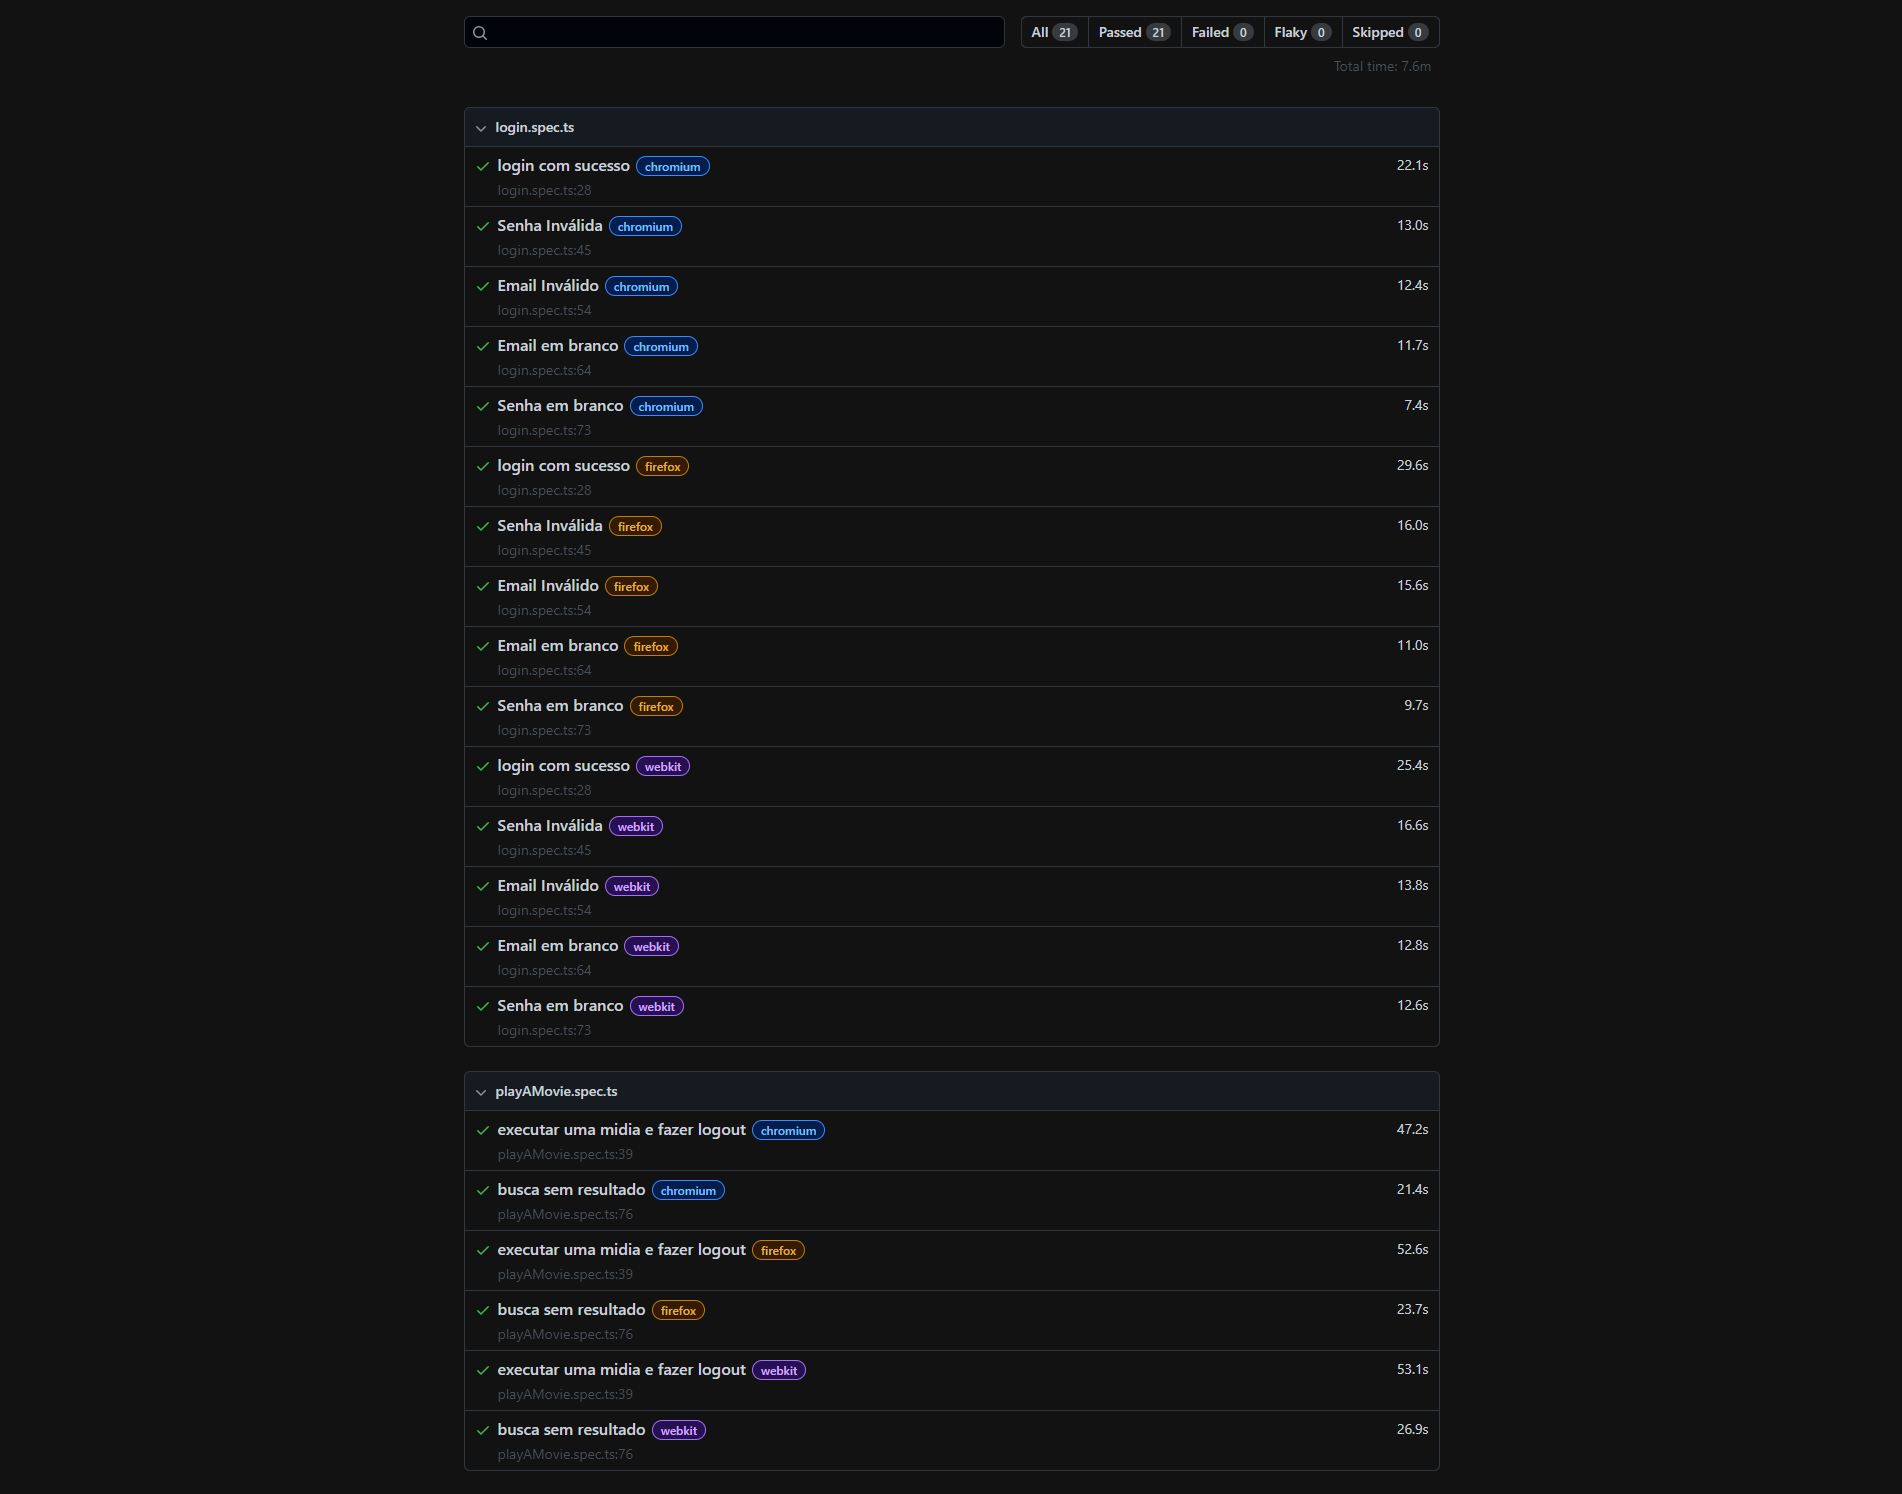 All 21 Passed 21 Failed 0 Flaky 0 Skipped 0
Total time: 7.6m
login.spec.ts
login com sucesso chromium 22.1s
login.spec.ts:28
Senha Inválida chromium 13.0s
login.spec.ts:45
Email Inválido chromium 12.4s
login.spec.ts:54
Email em branco chromium 11.7s
login.spec.ts:64
Senha em branco chromium 7.4s
login.spec.ts:73
login com sucesso firefox 29.6s
login.spec.ts:28
Senha Inválida firefox 16.0s
login.spec.ts:45
Email Inválido firefox 15.6s
login.spec.ts:54
Email em branco firefox 11.0s
login.spec.ts:64
Senha em branco firefox 9.7s
login.spec.ts:73
login com sucesso webkit 25.4s
login.spec.ts:28
Senha Inválida webkit 16.6s
login.spec.ts:45
Email Inválido webkit 13.8s
login.spec.ts:54
Email em branco webkit 12.8s
login.spec.ts:64
Senha em branco webkit 12.6s
login.spec.ts:73
playAMovie.spec.ts
executar uma midia e fazer logout chromium 47.2s
playAMovie.spec.ts:39
busca sem resultado chromium 21.4s
playAMovie.spec.ts:76
executar uma midia e fazer logout firefox 52.6s
playAMovie.spec.ts:39
busca sem resultado firefox 23.7s
playAMovie.spec.ts:76
executar uma midia e fazer logout webkit 53.1s
playAMovie.spec.ts:39
busca sem resultado webkit 26.9s
playAMovie.spec.ts:76